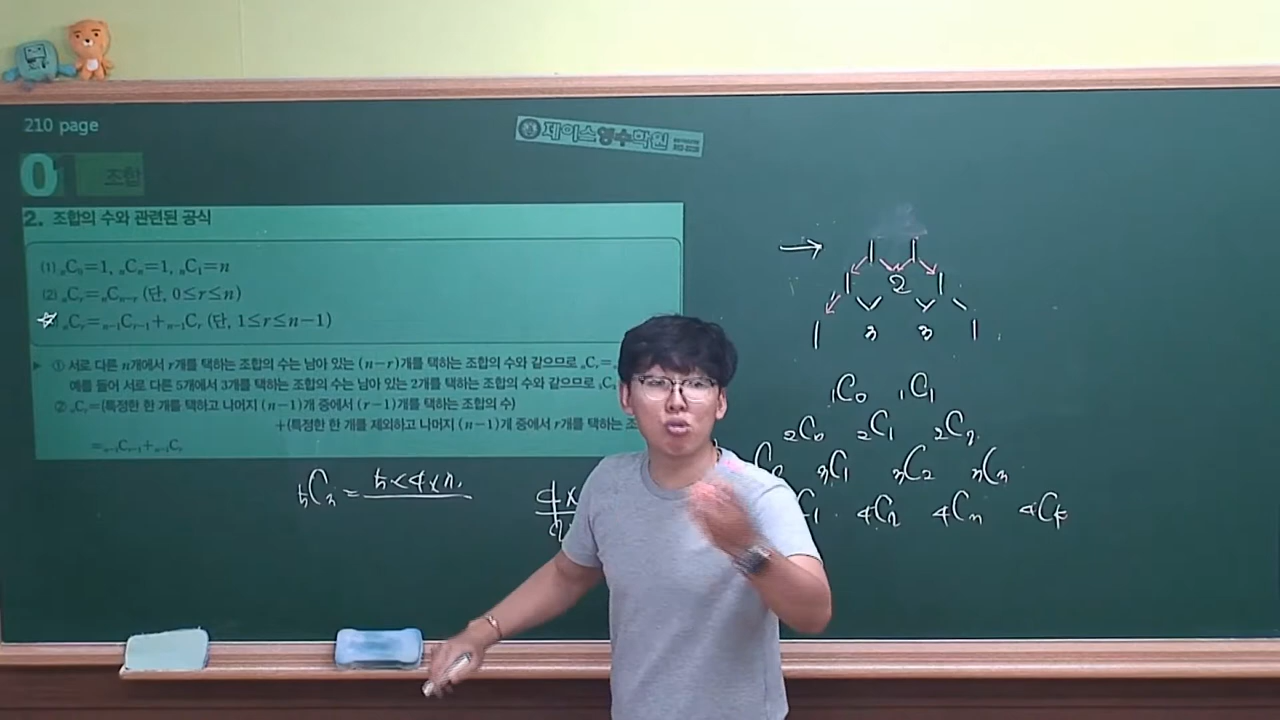 210 page
제이스영수학원
01 조합
2. 조합의 수와 관련된 공식
(1) ₙC₀=1, ₙCₙ=1, ₙC₁=n
(2) ₙCᵣ=ₙCₙ₋ᵣ (단, 0≤r≤n)
ₙCᵣ=ₙ₋₁Cᵣ₋₁+ₙ₋₁Cᵣ (단, 1≤r≤n-1)
▶ ① 서로 다른 n개에서 r개를 택하는 조합의 수는 남아 있는 (n-r)개를 택하는 조합의 수와 같으므로 ₙCᵣ=
예를 들어 서로 다른 5개에서 3개를 택하는 조합의 수는 남아 있는 2개를 택하는 조합의 수와 같으므로 ₅C
② ₙCᵣ=(특정한 한 개를 택하고 나머지 (n-1)개 중에서 (r-1)개를 택하는 조합의 수)
+(특정한 한 개를 제외하고 나머지 (n-1)개 중에서 r개를 택하는 조
=ₙ₋₁Cᵣ₋₁+ₙ₋₁Cᵣ
₅C₃ = 5×4×3
4×
2
→ 1 1
1 2 1
1 3 3 1
₁C₀ ₁C₁
₂C₀ ₂C₁ ₂C₂
C₀ ₃C₁ ₃C₂ ₃C₃
C₁ ₄C₂ ₄C₃ ₄C₄